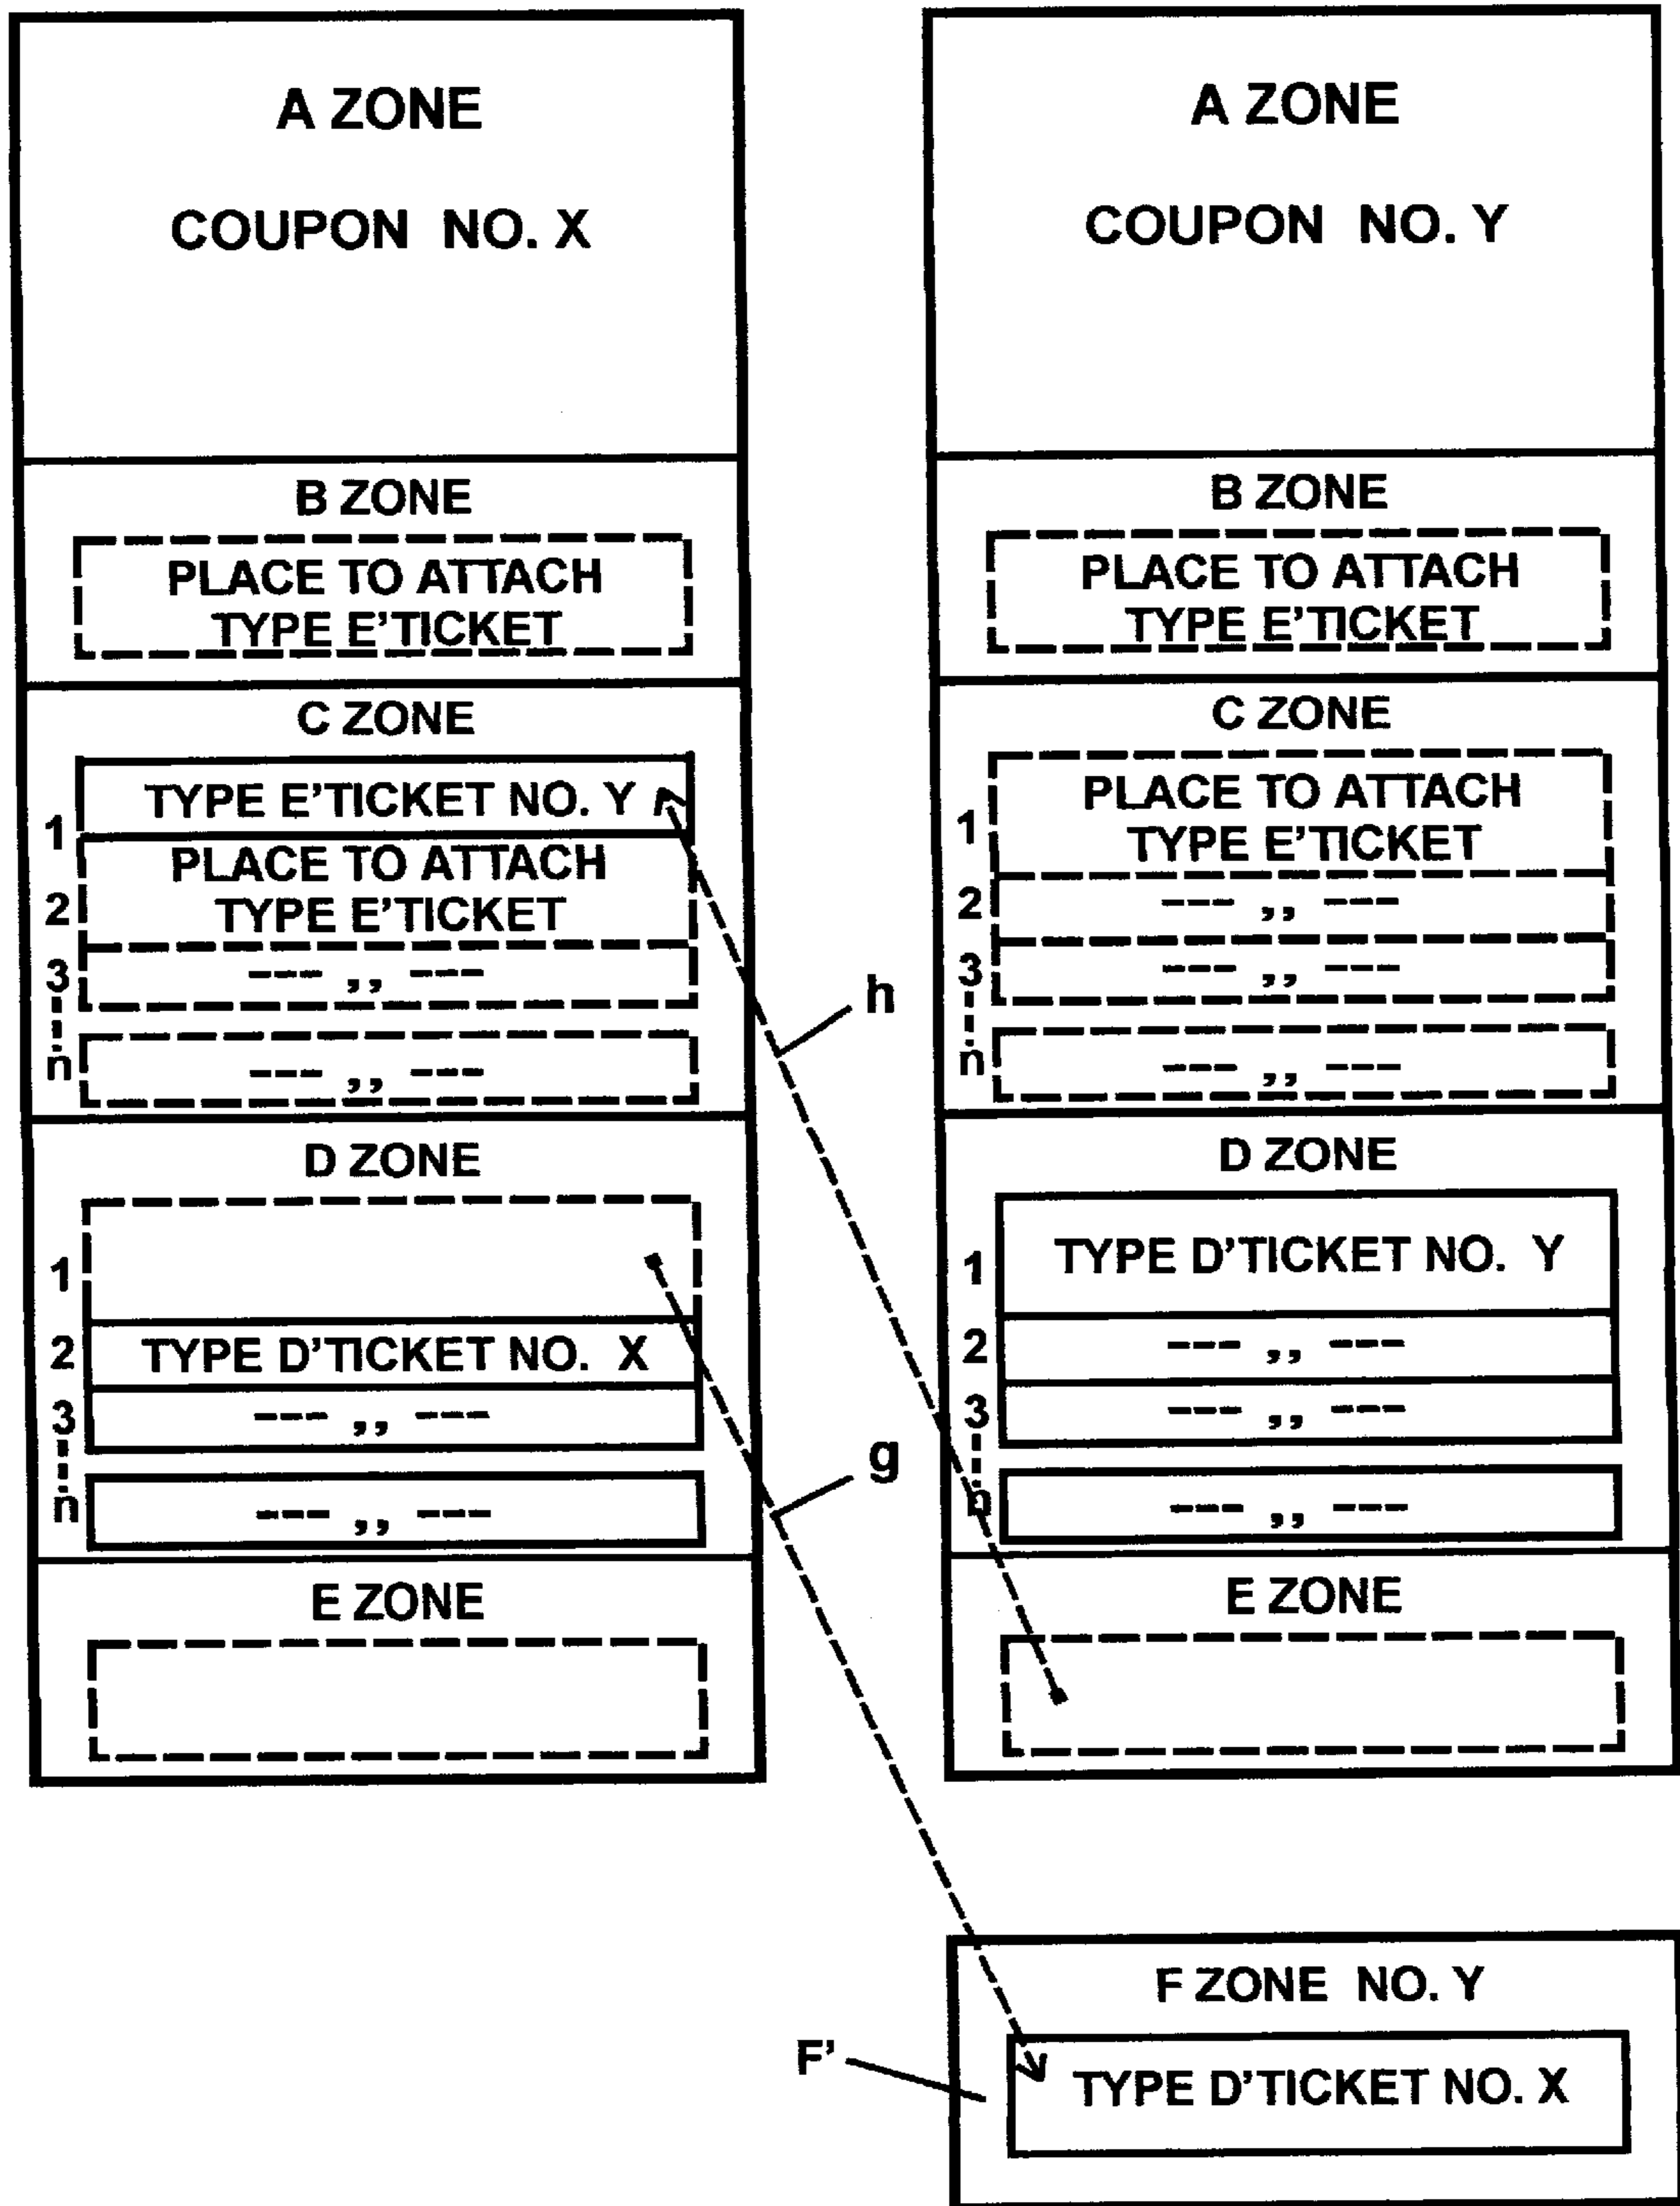 A ZONE
COUPON NO. X
B ZONE
PLACE TO ATTACH
TYPE E'TICKET
C ZONE
1 TYPE E'TICKET NO. Y
2 PLACE TO ATTACH
TYPE E'TICKET
3 --- ,, ---
n --- ,, ---
D ZONE
1
2 TYPE D'TICKET NO. X
3 --- ,, ---
n --- ,, ---
E ZONE
h
g
A ZONE
COUPON NO. Y
B ZONE
PLACE TO ATTACH
TYPE E'TICKET
C ZONE
1 PLACE TO ATTACH
TYPE E'TICKET
2 --- ,, ---
3 --- ,, ---
n --- ,, ---
D ZONE
1 TYPE D'TICKET NO. Y
2 --- ,, ---
3 --- ,, ---
n --- ,, ---
E ZONE
F ZONE NO. Y
F' TYPE D'TICKET NO. X